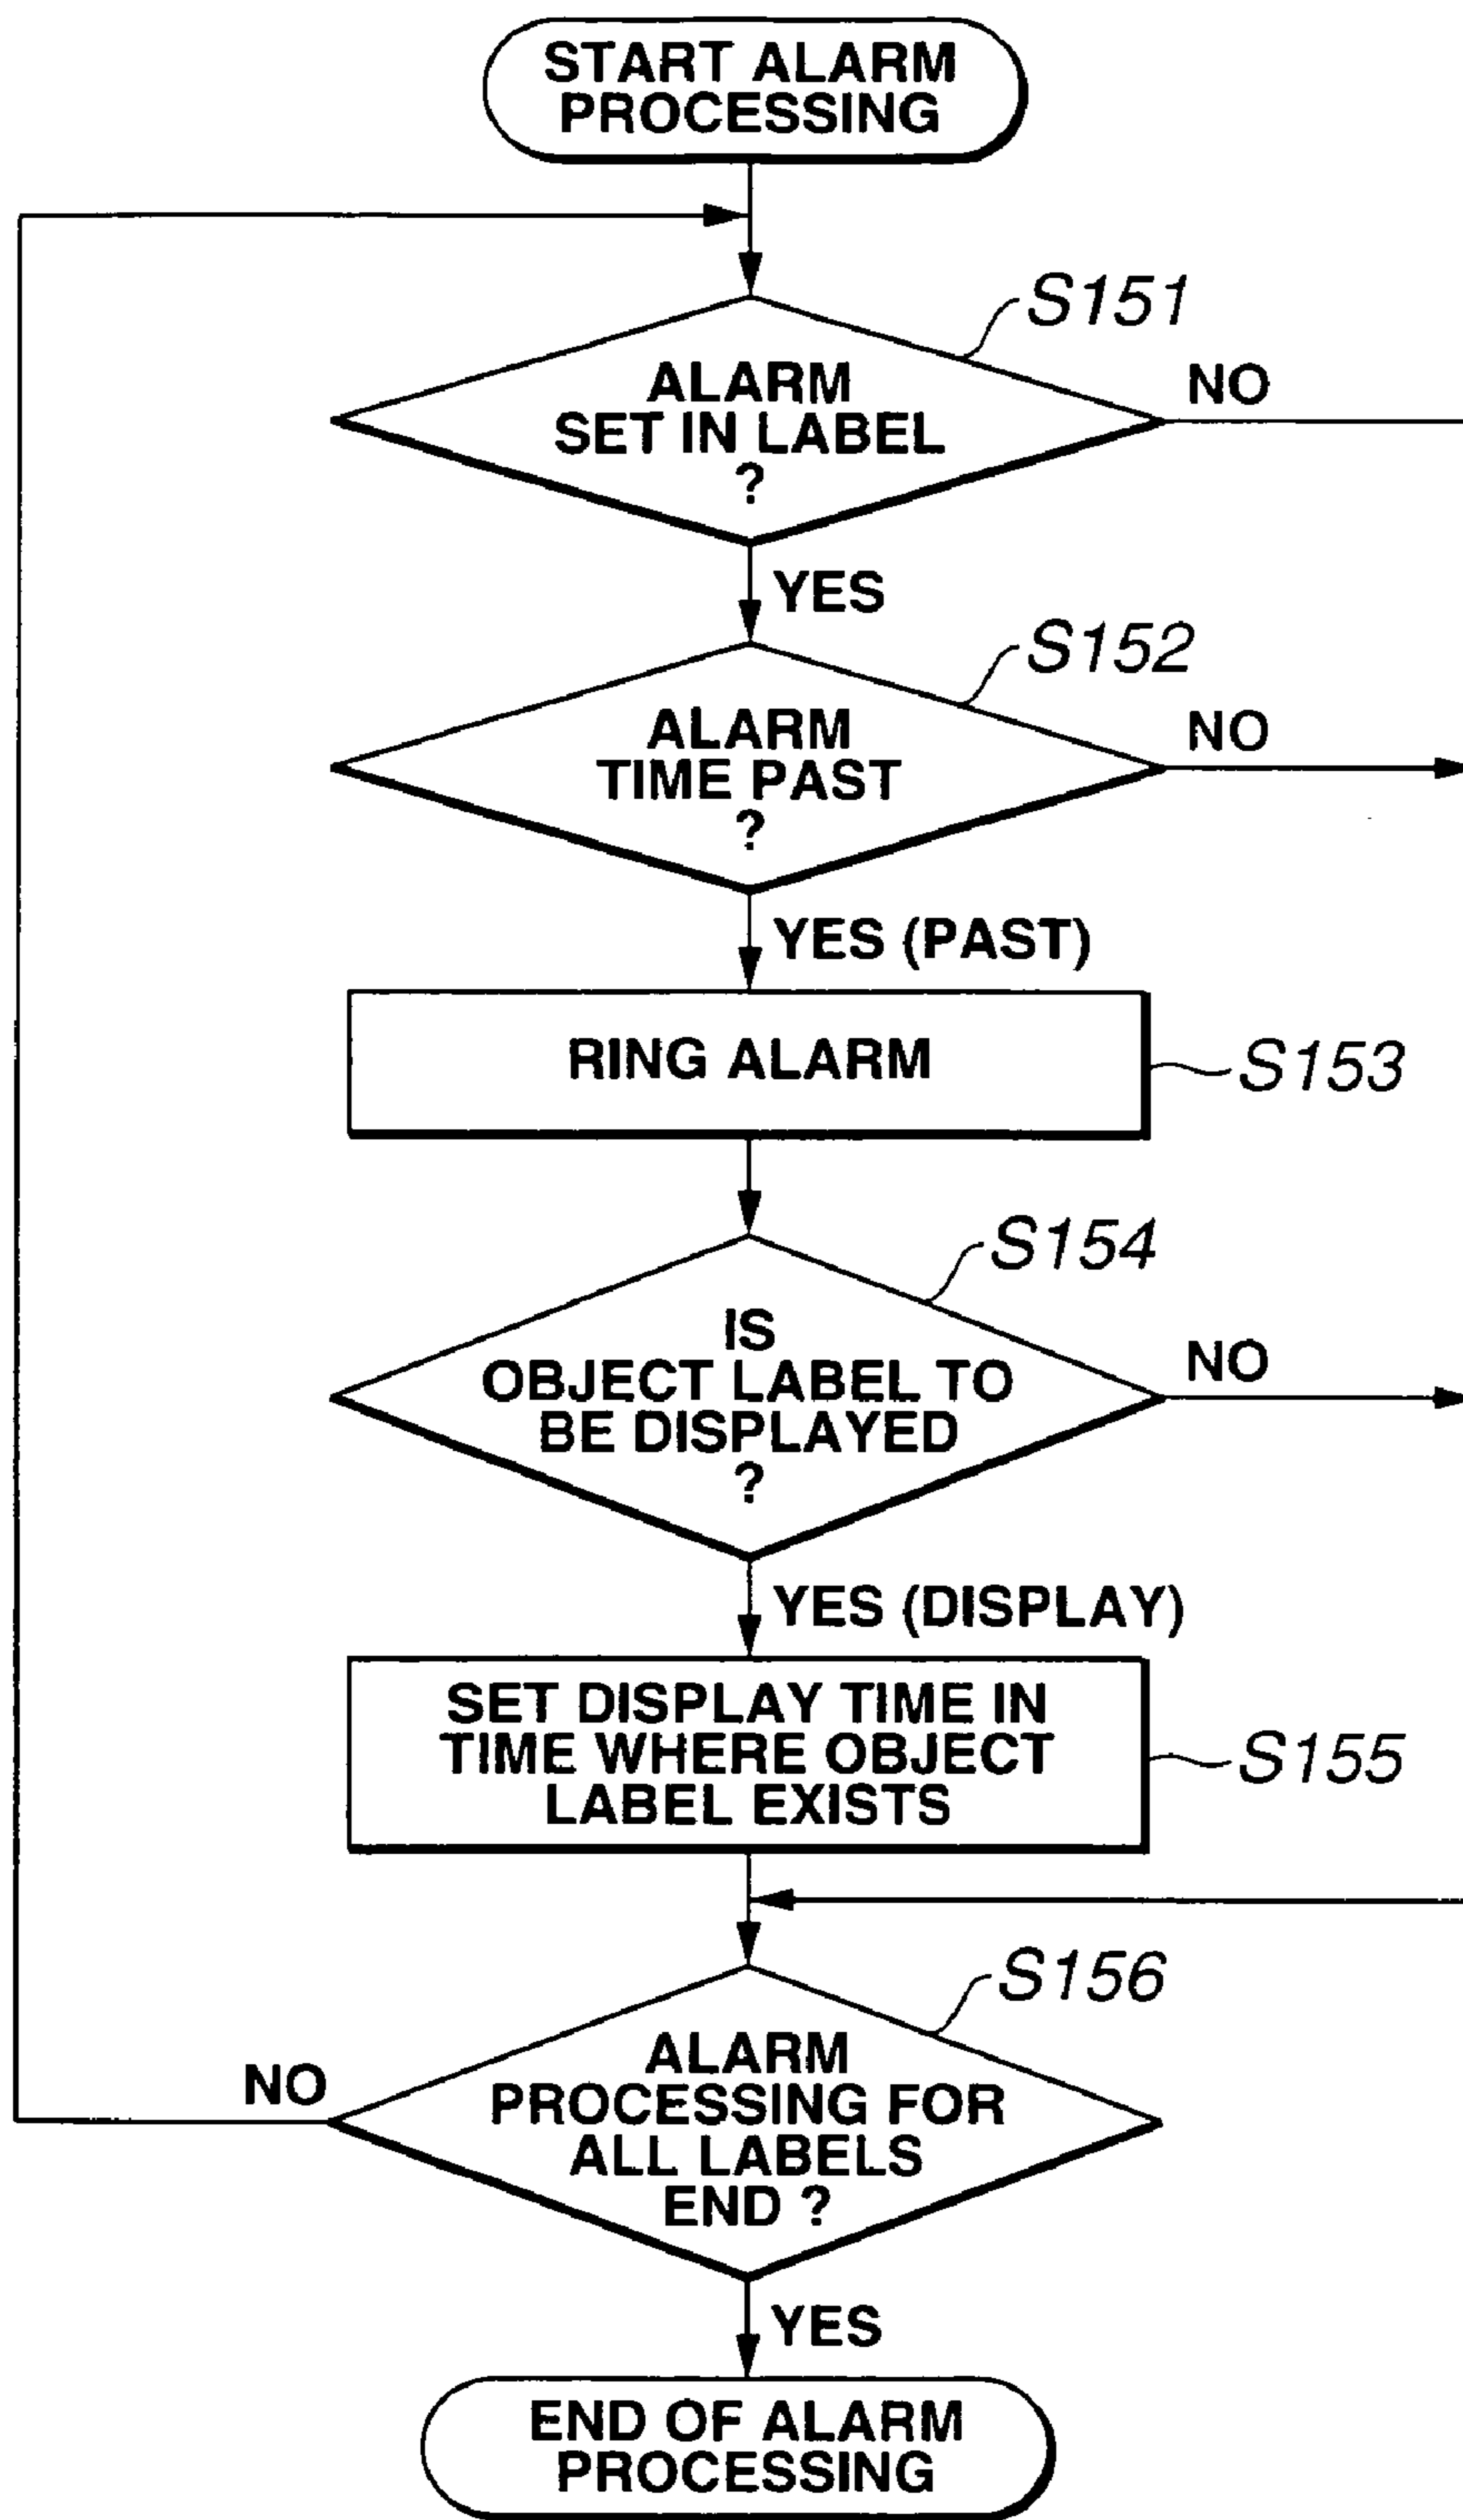 START ALARM
PROCESSING
S151
ALARM
SET IN LABEL
?
NO
YES
S152
ALARM
TIME PAST
?
NO
YES (PAST)
RING ALARM
S153
S154
IS
OBJECT LABEL TO
BE DISPLAYED
?
NO
YES (DISPLAY)
SET DISPLAY TIME IN
TIME WHERE OBJECT
LABEL EXISTS
S155
S156
ALARM
PROCESSING FOR
ALL LABELS
END ?
NO
YES
END OF ALARM
PROCESSING